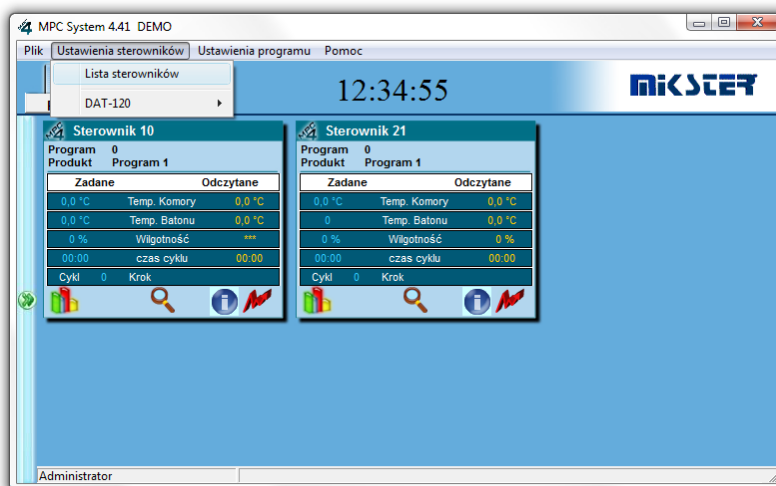 MPC System 4.41 DEMO
Plik Ustawienia sterowników Ustawienia programu Pomoc
Lista sterowników
DAT-120
12:34:55
MIKSTER
Sterownik 10
Program 0
Produkt Program 1
Zadane Odczytane
0,0 °C Temp. Komory 0,0 °C
0,0 °C Temp. Batonu 0,0 °C
0 % Wilgotność ***
00:00 czas cyklu 00:00
Cykl 0 Krok
Sterownik 21
Program 0
Produkt Program 1
Zadane Odczytane
0,0 °C Temp. Komory 0,0 °C
0 Temp. Batonu 0,0 °C
0 % Wilgotność 0 %
00:00 czas cyklu 00:00
Cykl 0 Krok
Administrator